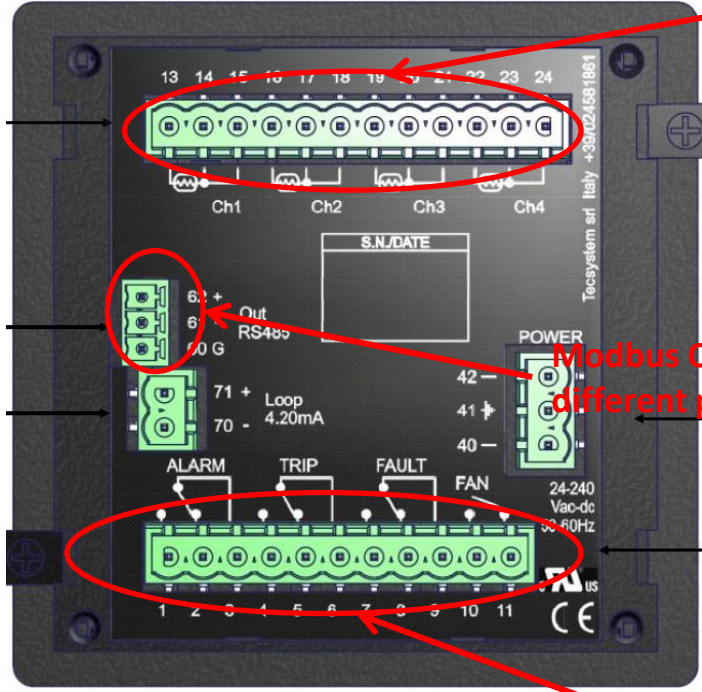 13 14 15 16 17 18 19 20 21 22 23 24
Ch1 Ch2 Ch3 Ch4
Tecsystem srl Italy +39/024581861
S.N./DATE
62 +
Out
RS485
60 G
POWER
Modbus
different
42 —
41
40 —
71 +
70 -
Loop
4.20mA
ALARM TRIP FAULT FAN
24-240
Vac-dc
50-60Hz
US
CE
1 2 3 4 5 6 7 8 9 10 11